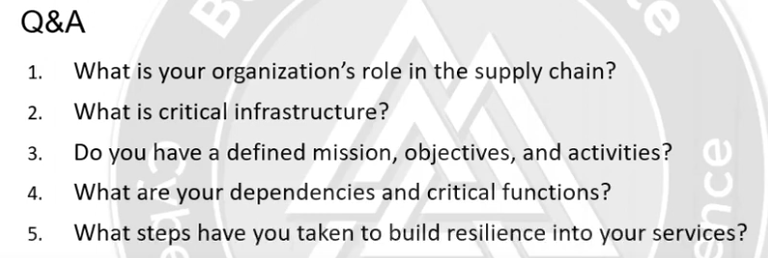 Q&A
1. What is your organization's role in the supply chain?
2. What is critical infrastructure?
3. Do you have a defined mission, objectives, and activities?
4. What are your dependencies and critical functions?
5. What steps have you taken to build resilience into your services?